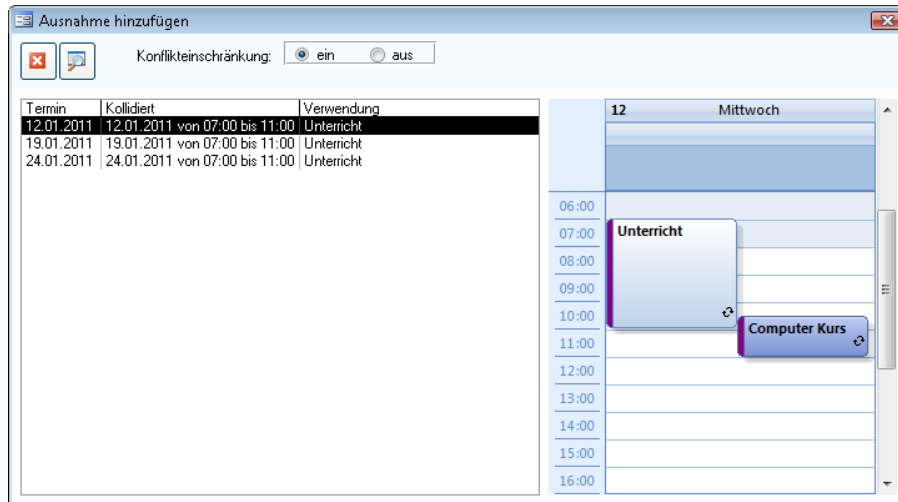 Ausnahme hinzufügen
Konflikteinschränkung: ein aus
Termin Kollidiert Verwendung
12.01.2011 12.01.2011 von 07:00 bis 11:00 Unterricht
19.01.2011 19.01.2011 von 07:00 bis 11:00 Unterricht
24.01.2011 24.01.2011 von 07:00 bis 11:00 Unterricht
12 Mittwoch
06:00
07:00 Unterricht
08:00
09:00
10:00
Computer Kurs
11:00
12:00
13:00
14:00
15:00
16:00